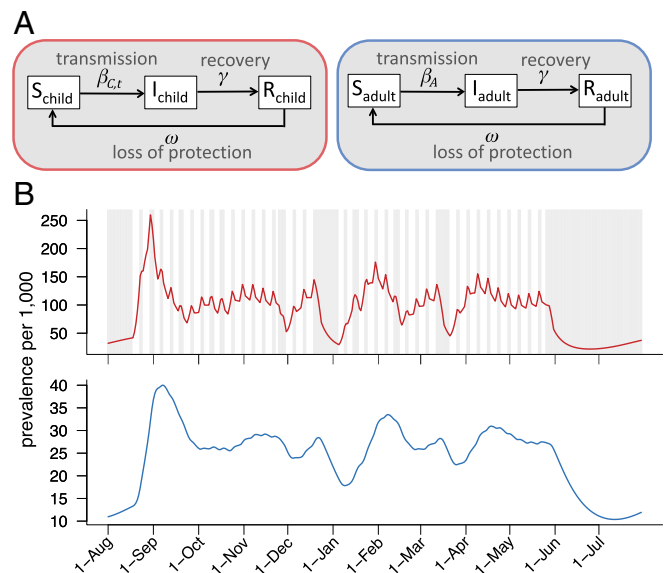 A
transmission
recovery
S child
β C,t
I child
γ
R child
ω
loss of protection
transmission
recovery
S adult
β A
I adult
γ
R adult
ω
loss of protection
B
prevalence per 1,000
250
200
150
100
50
40
35
30
25
20
15
10
1–Aug
1–Sep
1–Oct
1–Nov
1–Dec
1–Jan
1–Feb
1–Mar
1–Apr
1–May
1–Jun
1–Jul